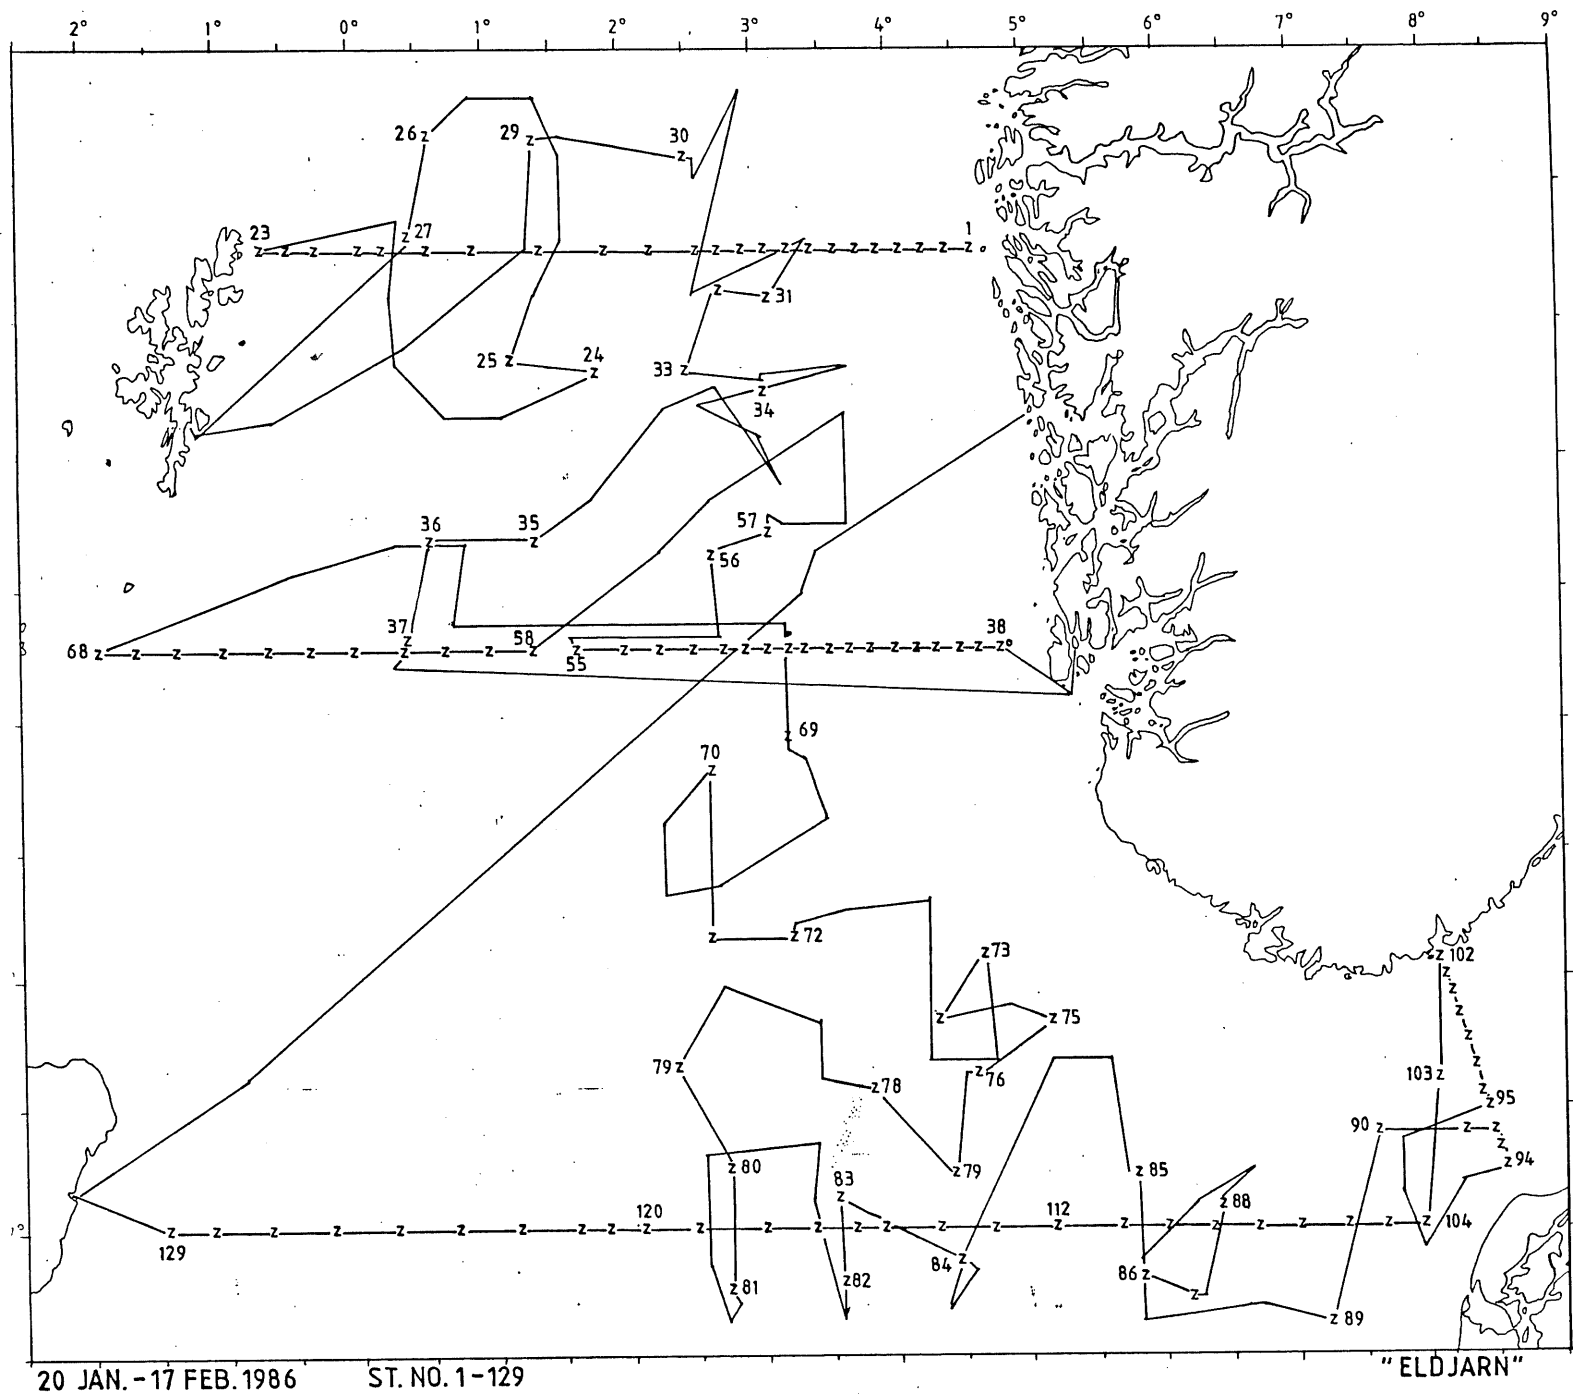 2° 1° 0° 1° 2° 3° 4° 5° 6° 7° 8° 9°
26 z 29 z 30 z
23 z 27 1
31
25 z 24 z
33 z
34
36 35
57 z
56
37 58 38
68 z 55
69
70
72
73
75
79 z 78
76
102
103 z
95
90 z
80 79 85 94
83 88
120 112 104
129 84
86 z
81 82
89
20 JAN.-17 FEB. 1986 ST. NO. 1-129 "ELDJARN"